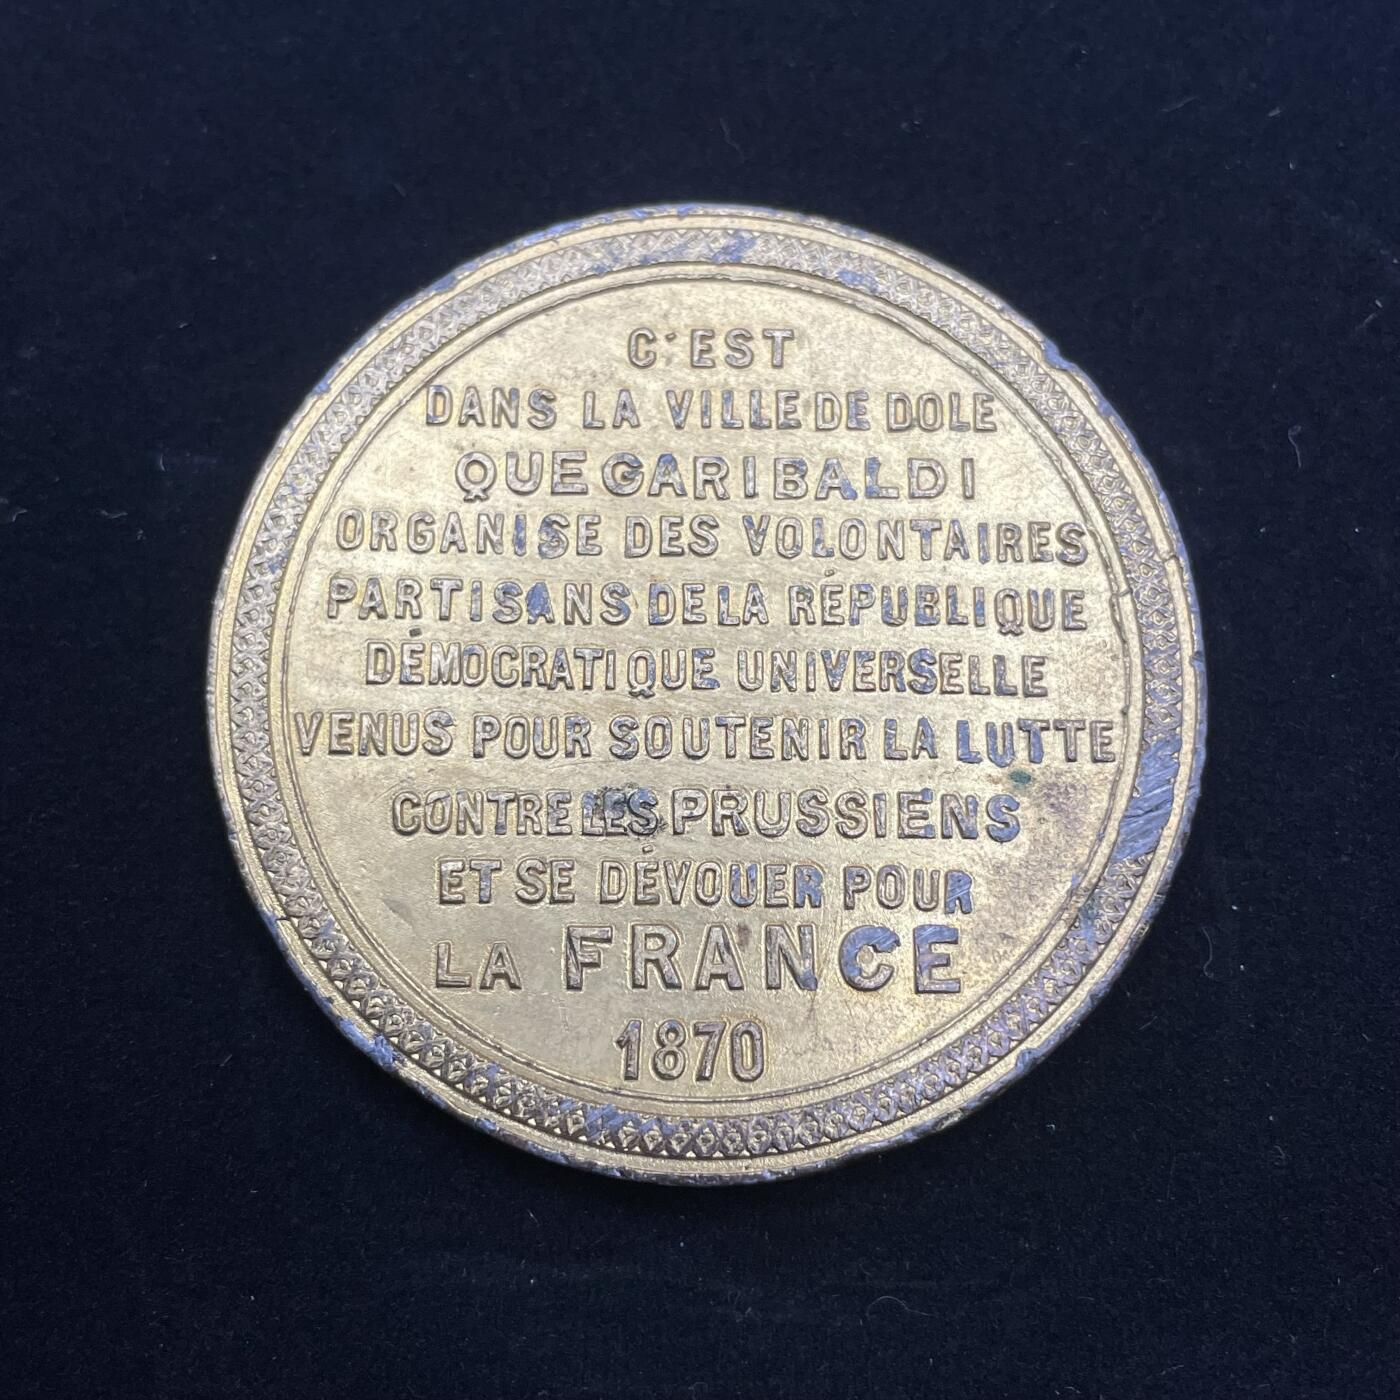 C'EST
DANS LA VILLE DE DOLE
QUE GARIBALDI
ORGANISE DES VOLONTAIRES
PARTISANS DE LA RÉPUBLIQUE
DÉMOCRATIQUE UNIVERSELLE
VENUS POUR SOUTENIR LA LUTTE
CONTRE LES PRUSSIENS
ET SE DÉVOUER POUR
LA FRANCE
1870